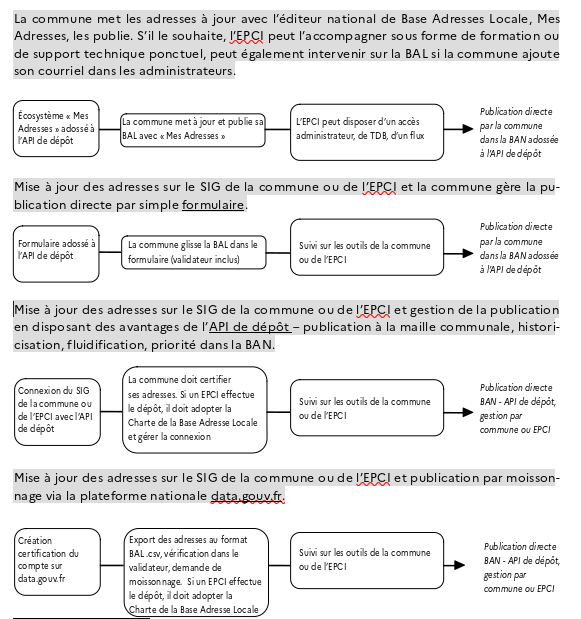 La commune met les adresses à jour avec l'éditeur national de Base Adresses Locale, Mes
Adresses, les publie. S'il le souhaite, l'EPCI peut l'accompagner sous forme de formation ou
de support technique ponctuel, peut également intervenir sur la BAL si la commune ajoute
son courriel dans les administrateurs.
Écosystème « Mes
Adresses » adossé à
l'API de dépôt
La commune met à jour et publie sa
BAL avec « Mes Adresses »
L'EPCI peut disposer d'un accès
administrateur, de TDB, d'un flux
Publication directe
par la commune
dans la BAN adossée
à l'API de dépôt
Mise à jour des adresses sur le SIG de la commune ou de l'EPCI et la commune gère la pu-
blication directe par simple formulaire.
Formulaire adossé à
l'API de dépôt
La commune glisse la BAL dans le
formulaire (validateur inclus)
Suivi sur les outils de la commune
ou de l'EPCI
Publication directe
par la commune
dans la BAN adossée
à l'API de dépôt
Mise à jour des adresses sur le SIG de la commune ou de l'EPCI et gestion de la publication
en disposant des avantages de l'API de dépôt – publication à la maille communale, histori-
cisation, fluidification, priorité dans la BAN.
Connexion du SIG
de la commune ou
de l'EPCI avec l'API
de dépôt
La commune doit certifier
ses adresses. Si un EPCI effectue
le dépôt, il doit adopter la
Charte de la Base Adresse Locale
et gérer la connexion
Suivi sur les outils de la commune
ou de l'EPCI
Publication directe
BAN - API de dépôt,
gestion par
commune ou EPCI
Mise à jour des adresses sur le SIG de la commune ou de l'EPCI et publication par moisson-
nage via la plateforme nationale data.gouv.fr.
Création
certification du
compte sur
data.gouv.fr
Export des adresses au format
BAL .csv, vérification dans le
validateur, demande de
moissonnage. Si un EPCI effectue
le dépôt, il doit adopter la
Charte de la Base Adresse Locale
Suivi sur les outils de la commune
ou de l'EPCI
Publication directe
BAN - API de dépôt,
gestion par
commune ou EPCI